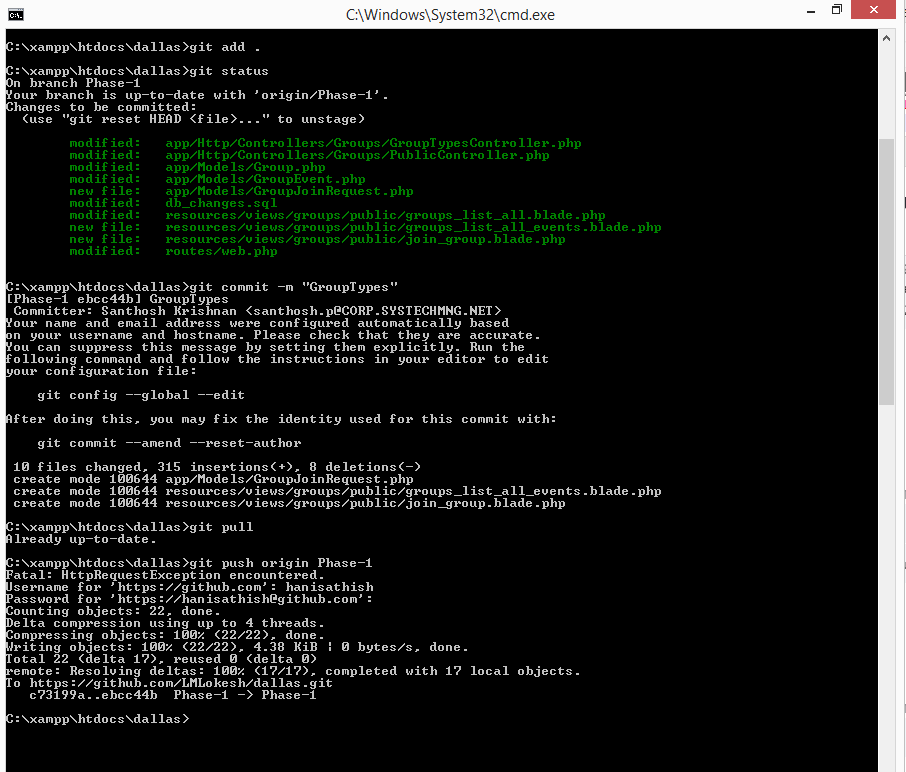 C:\Windows\System32\cmd.exe
C:\xampp\htdocs\dallas>git add .
C:\xampp\htdocs\dallas>git status
On branch Phase-1
Your branch is up-to-date with 'origin/Phase-1'.
Changes to be committed:
(use "git reset HEAD <file>..." to unstage)
modified: app/Http/Controllers/Groups/GroupTypesController.php
modified: app/Http/Controllers/Groups/PublicController.php
modified: app/Models/Group.php
modified: app/Models/GroupEvent.php
new file: app/Models/GroupJoinRequest.php
modified: db_changes.sql
modified: resources/views/groups/public/groups_list_all.blade.php
new file: resources/views/groups/public/groups_list_all_events.blade.php
new file: resources/views/groups/public/join_group.blade.php
modified: routes/web.php
C:\xampp\htdocs\dallas>git commit -m "GroupTypes"
[Phase-1 ebcc44b] GroupTypes
Committer: Santhosh Krishnan <santhosh.p@CORP.SYSTECHMNG.NET>
Your name and email address were configured automatically based
on your username and hostname. Please check that they are accurate.
You can suppress this message by setting them explicitly. Run the
following command and follow the instructions in your editor to edit
your configuration file:
git config --global --edit
After doing this, you may fix the identity used for this commit with:
git commit --amend --reset-author
10 files changed, 315 insertions(+), 8 deletions(-)
create mode 100644 app/Models/GroupJoinRequest.php
create mode 100644 resources/views/groups/public/groups_list_all_events.blade.php
create mode 100644 resources/views/groups/public/join_group.blade.php
C:\xampp\htdocs\dallas>git pull
Already up-to-date.
C:\xampp\htdocs\dallas>git push origin Phase-1
Fatal: HttpRequestException encountered.
Username for 'https://github.com': hanisathish
Password for 'https://hanisathish@github.com':
Counting objects: 22, done.
Delta compression using up to 4 threads.
Compressing objects: 100% (22/22), done.
Writing objects: 100% (22/22), 4.38 KiB | 0 bytes/s, done.
Total 22 (delta 17), reused 0 (delta 0)
remote: Resolving deltas: 100% (17/17), completed with 17 local objects.
To https://github.com/LMLokesh/dallas.git
c73199a..ebcc44b Phase-1 -> Phase-1
C:\xampp\htdocs\dallas>